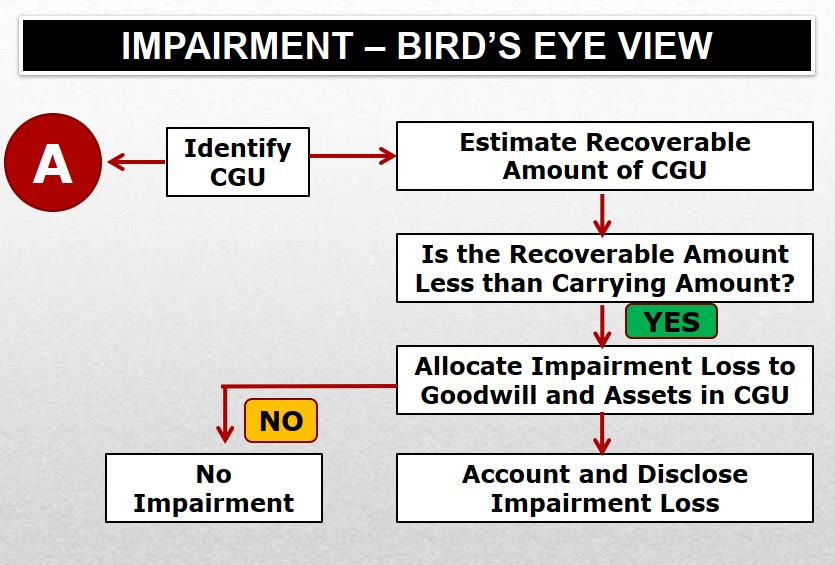 IMPAIRMENT – BIRD’S EYE VIEW
A
Identify
CGU
Estimate Recoverable
Amount of CGU
Is the Recoverable Amount
Less than Carrying Amount?
YES
Allocate Impairment Loss to
Goodwill and Assets in CGU
NO
No
Impairment
Account and Disclose
Impairment Loss